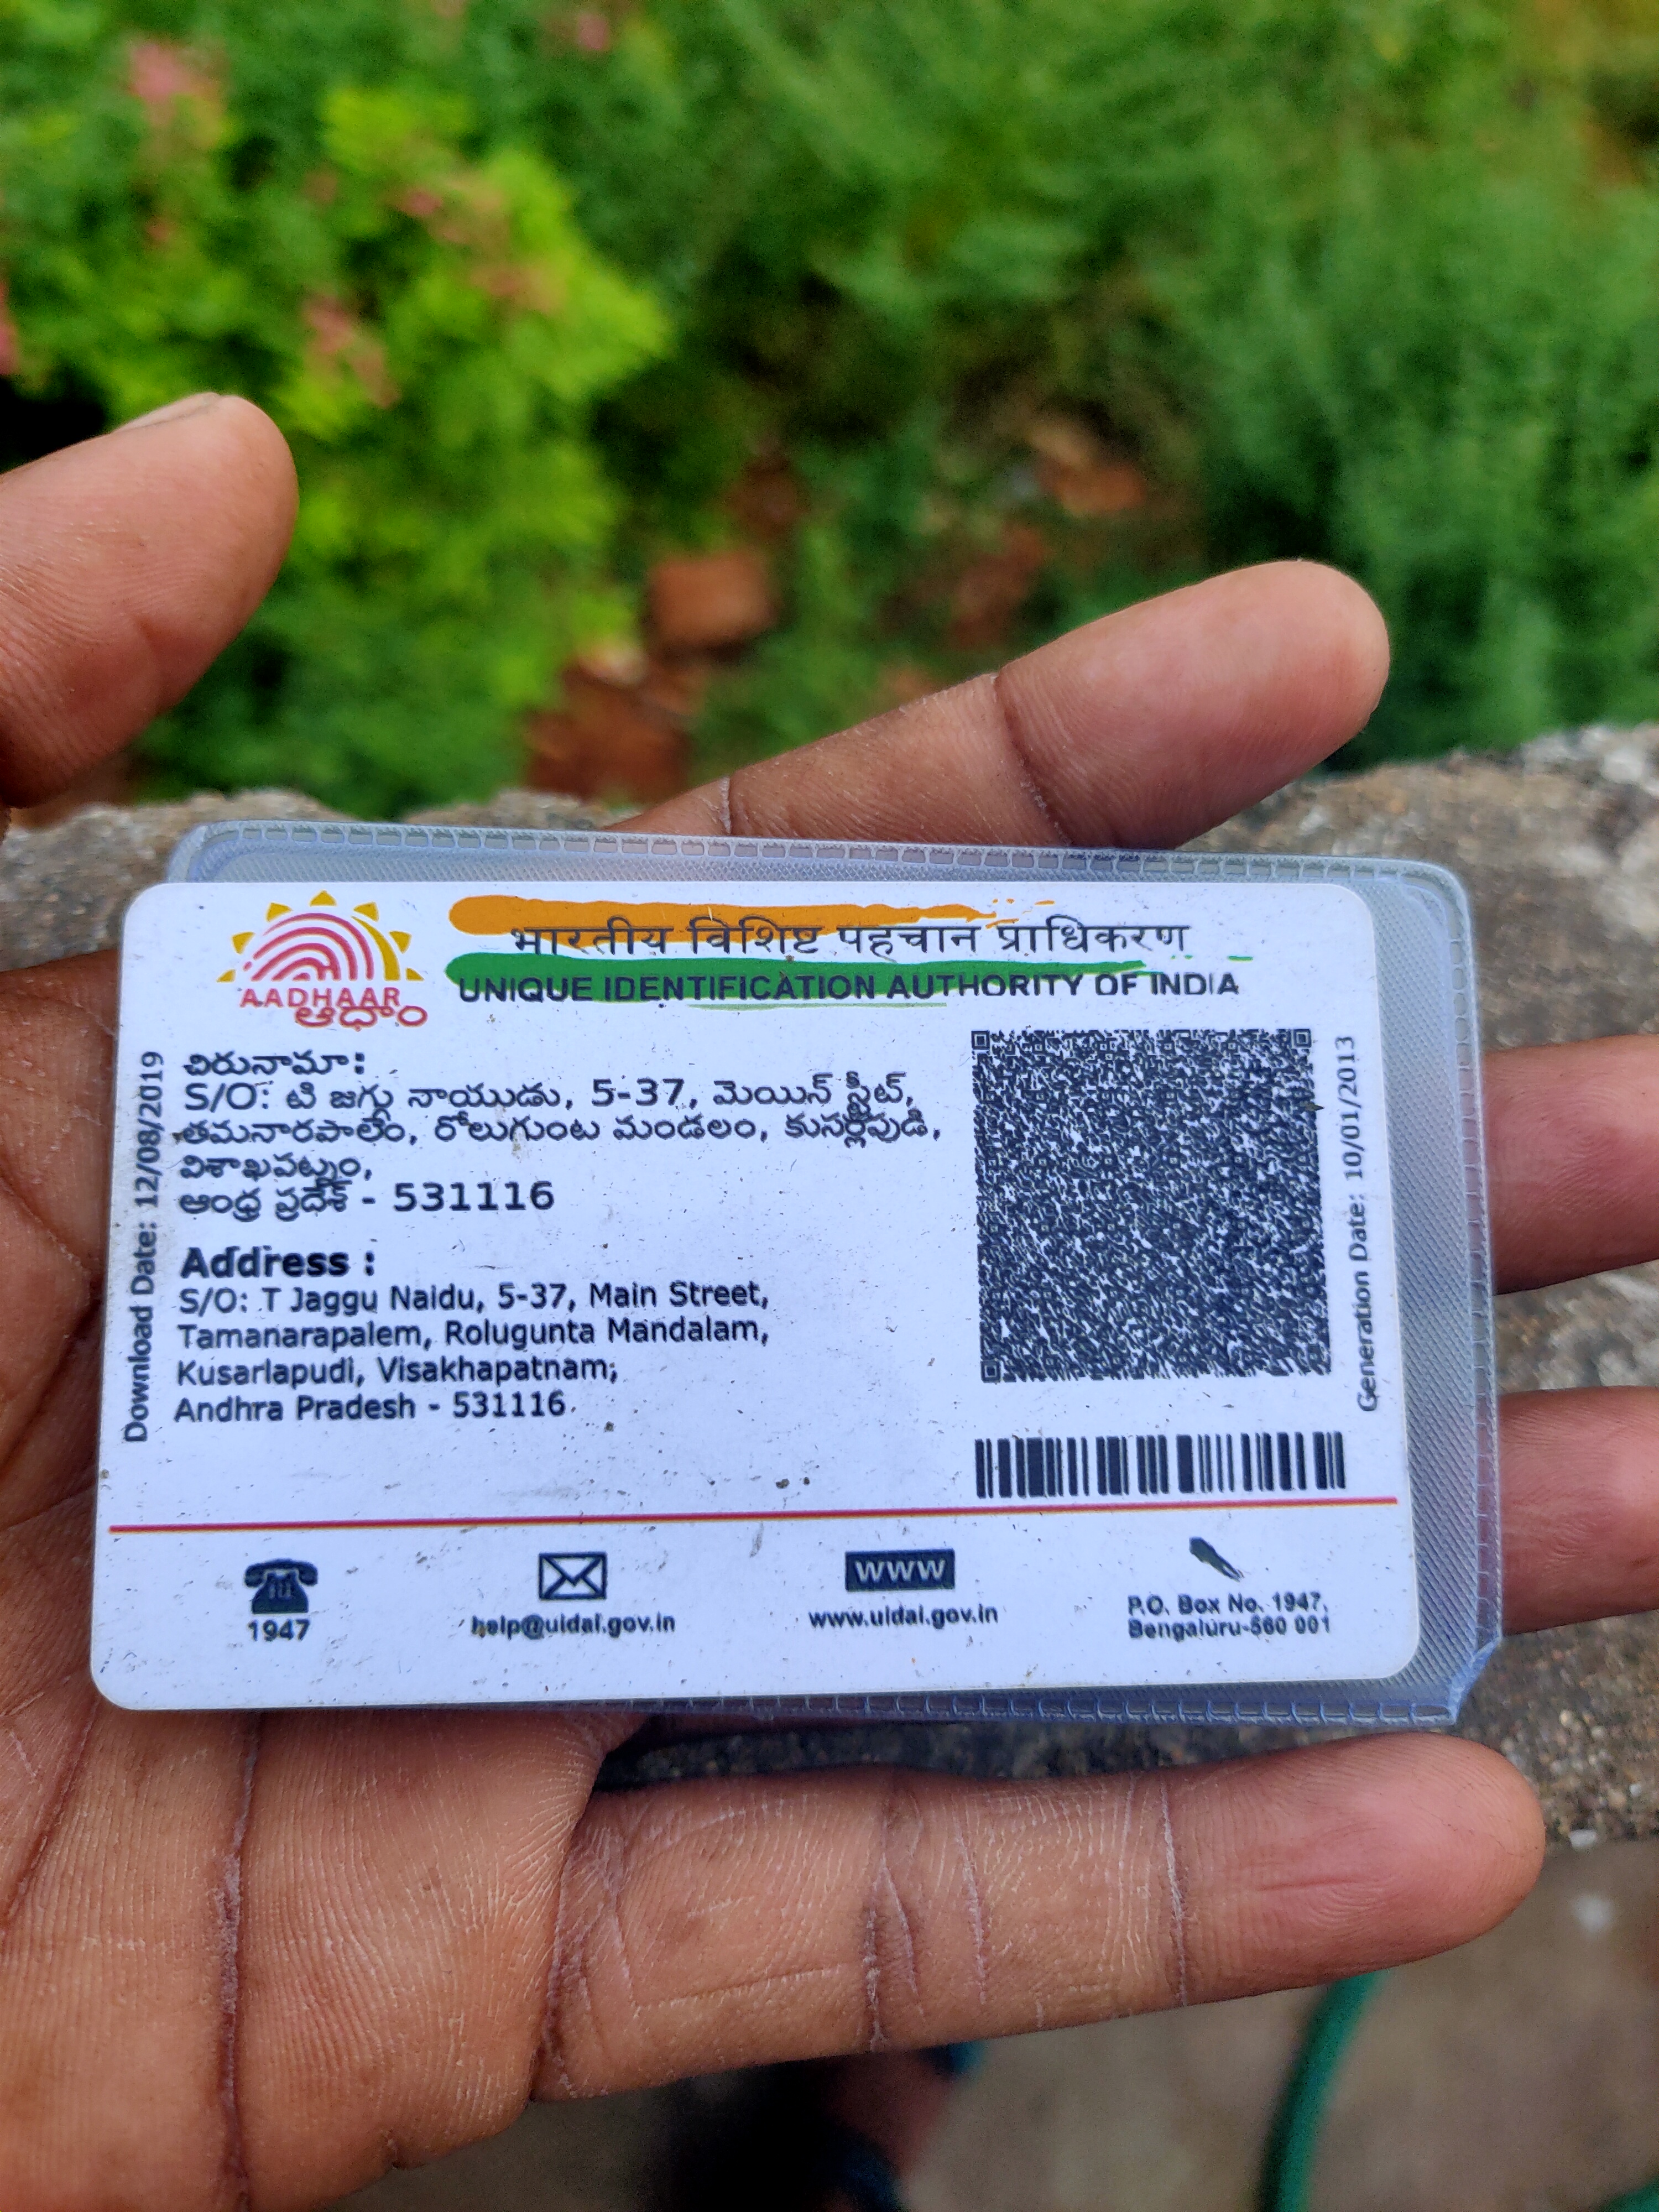 भारतीय विशिष्ट पहचान प्राधिकरण
UNIQUE IDENTIFICATION AUTHORITY OF INDIA
AADHAAR
ఆధార్
Download Date: 12/08/2019
చిరునామా:
S/O: టి జగ్గు నాయుడు, 5-37, మెయిన్ స్ట్రీట్,
తమనారపాలెం, రోలుగుంట మండలం, కుసర్లపుడి,
విశాఖపట్నం,
ఆంధ్ర ప్రదేశ్ - 531116
Address :
S/O: T Jaggu Naidu, 5-37, Main Street,
Tamanarapalem, Rolugunta Mandalam,
Kusarlapudi, Visakhapatnam,
Andhra Pradesh - 531116
Generation Date: 10/01/2013
1947
help@uidai.gov.in
www
www.uidai.gov.in
P.O. Box No. 1947,
Bengaluru-560 001